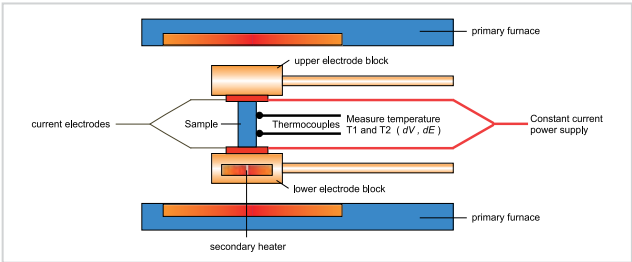 primary furnace
upper electrode block
current electrodes
Sample
Thermocouples
Measure temperature
T1 and T2 ( dV , dE )
Constant current
power supply
lower electrode block
primary furnace
secondary heater